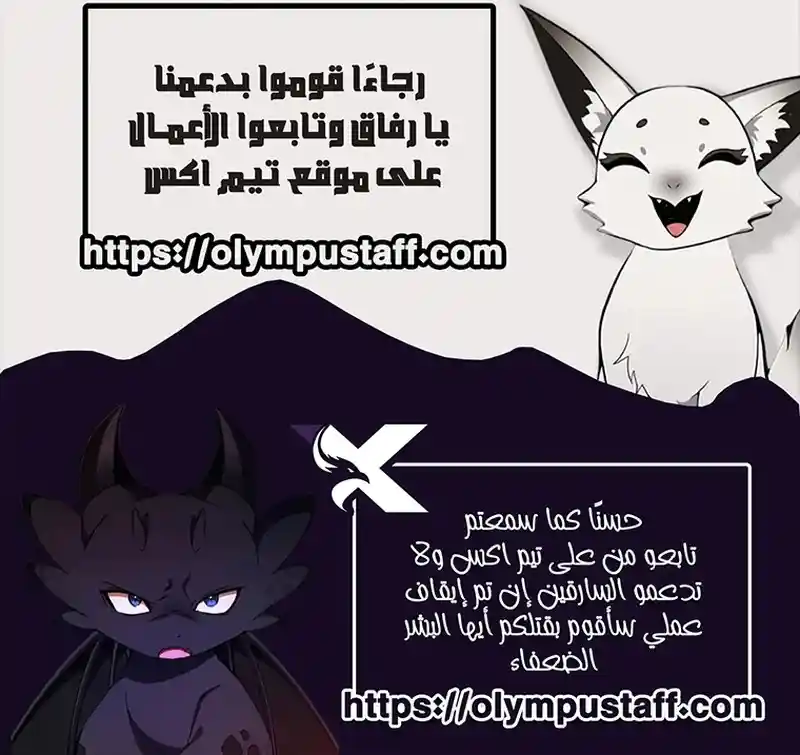 رجاءًا قوموا بدعمنا
يا رفاق وتابعوا الأعمال
على موقع تيم اكس
https://olympustaff.com
X
حسنًا كما سمعتم
تابعو من على تيم اكس ولا
تدعمو السارقين إن تم إيقاف
عملي سأقوم بقتلكم أيها البشر
الضعفاء
https://olympustaff.com